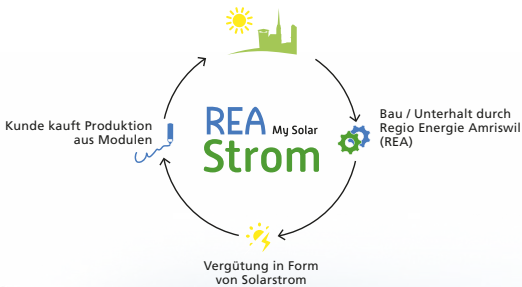 Kunde kauft Produktion
aus Modulen
REA My Solar
Strom
Bau / Unterhalt durch
Regio Energie Amriswil
(REA)
Vergütung in Form
von Solarstrom